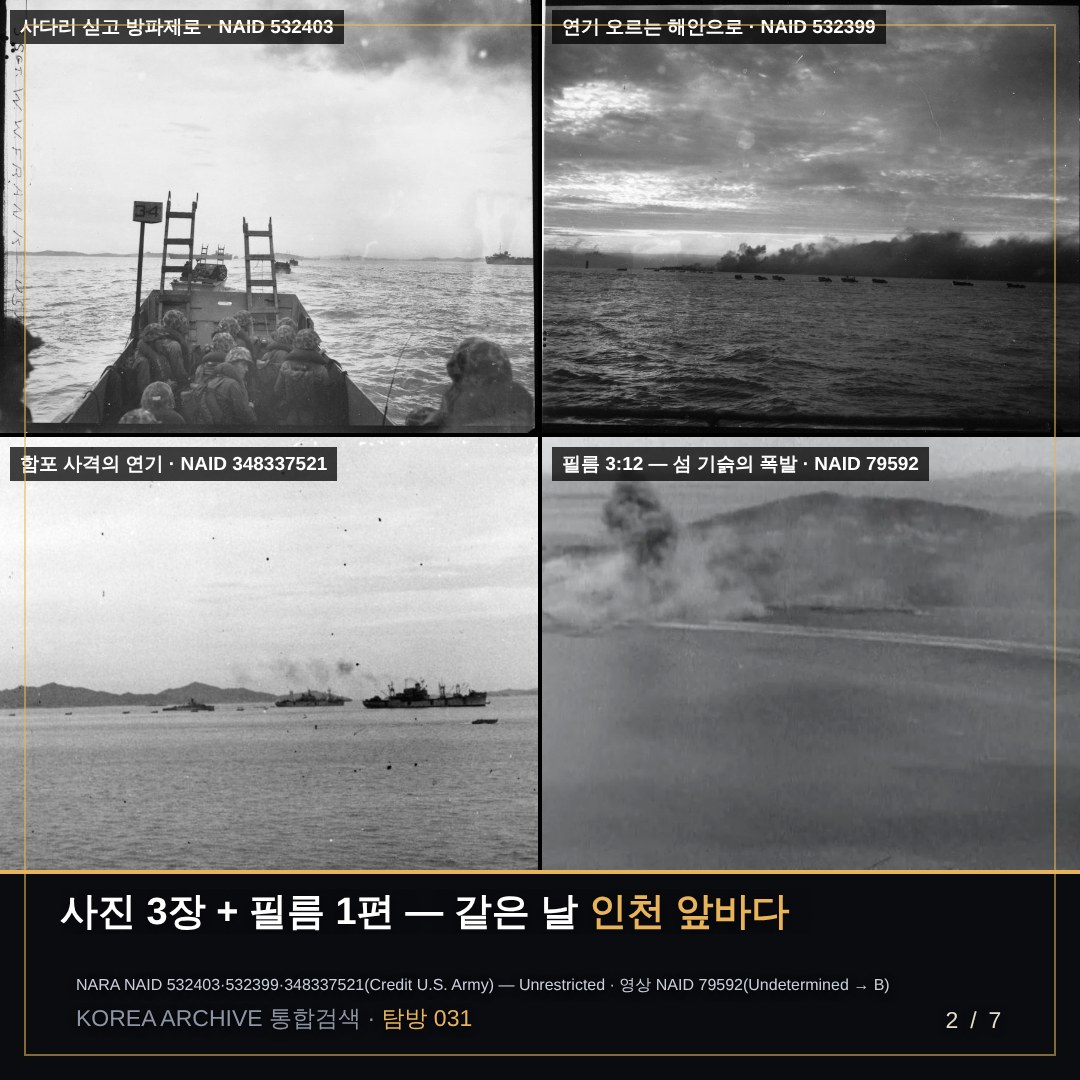 사다리 싣고 방파제로 · NAID 532403
연기 오르는 해안으로 · NAID 532399
34
함포 사격의 연기 · NAID 348337521
필름 3:12 — 섬 기슭의 폭발 · NAID 79592
사진 3장 + 필름 1편 — 같은 날 인천 앞바다
NARA NAID 532403·532399·348337521(Credit U.S. Army) — Unrestricted · 영상 NAID 79592(Undetermined → B)
KOREA ARCHIVE 통합검색 · 탐방 031
2 / 7